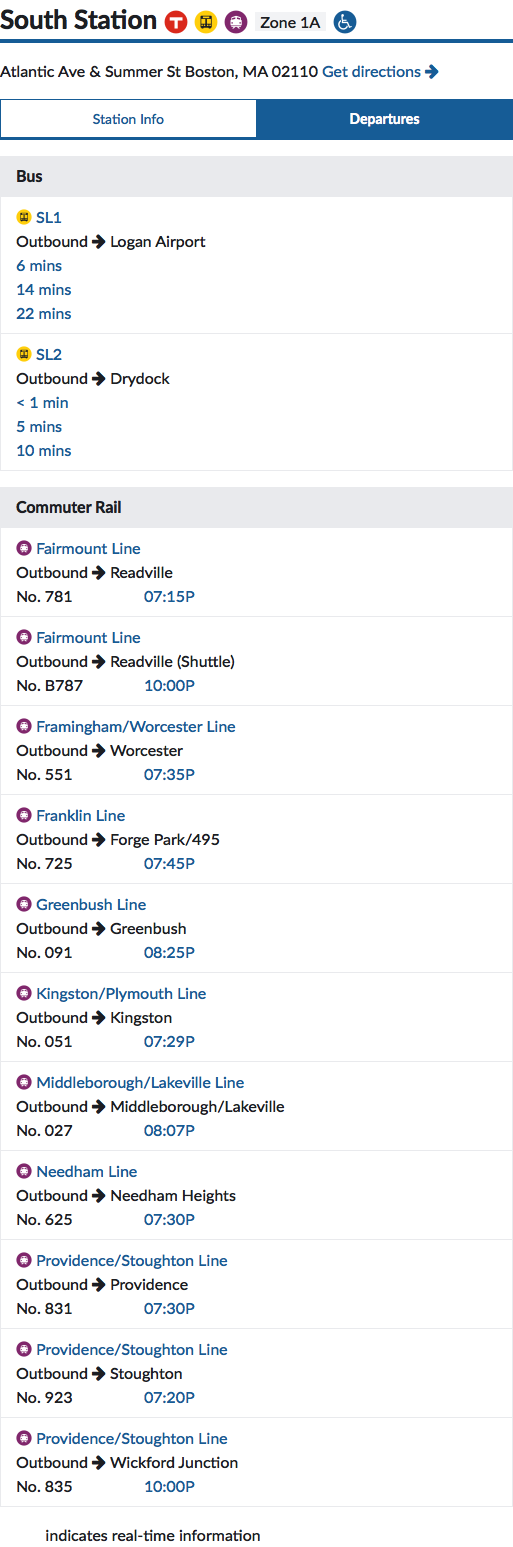 South Station T Zone 1A
Atlantic Ave & Summer St Boston, MA 02110 Get directions
Station Info Departures
Bus
SL1
Outbound → Logan Airport
6 mins
14 mins
22 mins
SL2
Outbound → Drydock
< 1 min
5 mins
10 mins
Commuter Rail
Fairmount Line
Outbound → Readville
No. 781 07:15P
Fairmount Line
Outbound → Readville (Shuttle)
No. B787 10:00P
Framingham/Worcester Line
Outbound → Worcester
No. 551 07:35P
Franklin Line
Outbound → Forge Park/495
No. 725 07:45P
Greenbush Line
Outbound → Greenbush
No. 091 08:25P
Kingston/Plymouth Line
Outbound → Kingston
No. 051 07:29P
Middleborough/Lakeville Line
Outbound → Middleborough/Lakeville
No. 027 08:07P
Needham Line
Outbound → Needham Heights
No. 625 07:30P
Providence/Stoughton Line
Outbound → Providence
No. 831 07:30P
Providence/Stoughton Line
Outbound → Stoughton
No. 923 07:20P
Providence/Stoughton Line
Outbound → Wickford Junction
No. 835 10:00P
indicates real-time information